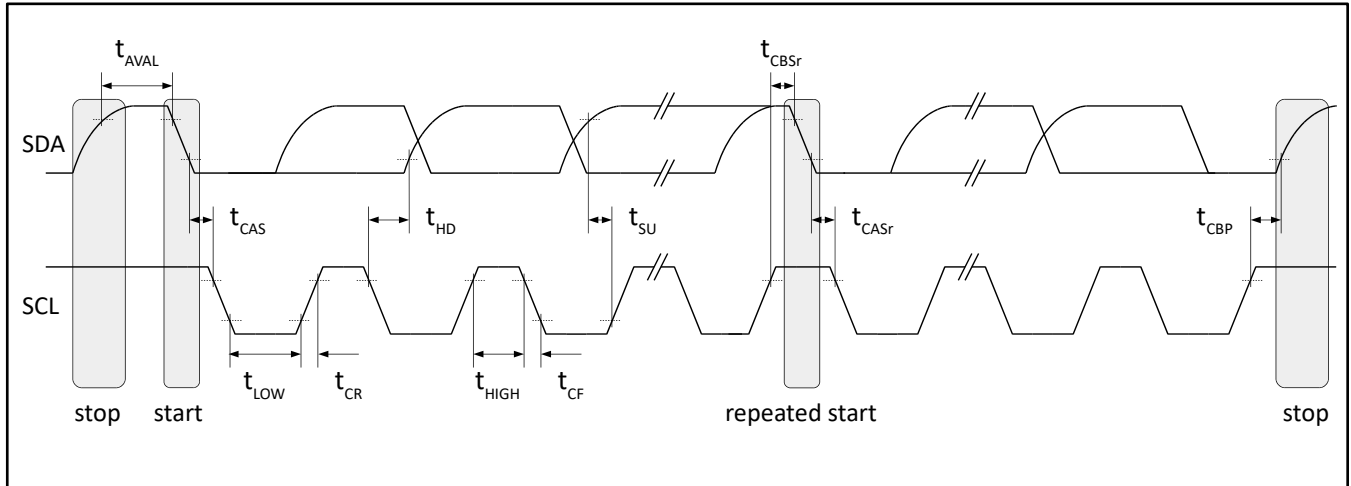 t_AVAL
t_CBSr
SDA
t_CAS
t_HD
t_SU
t_CASr
t_CBP
SCL
t_LOW
t_CR
t_HIGH
t_CF
stop
start
repeated start
stop